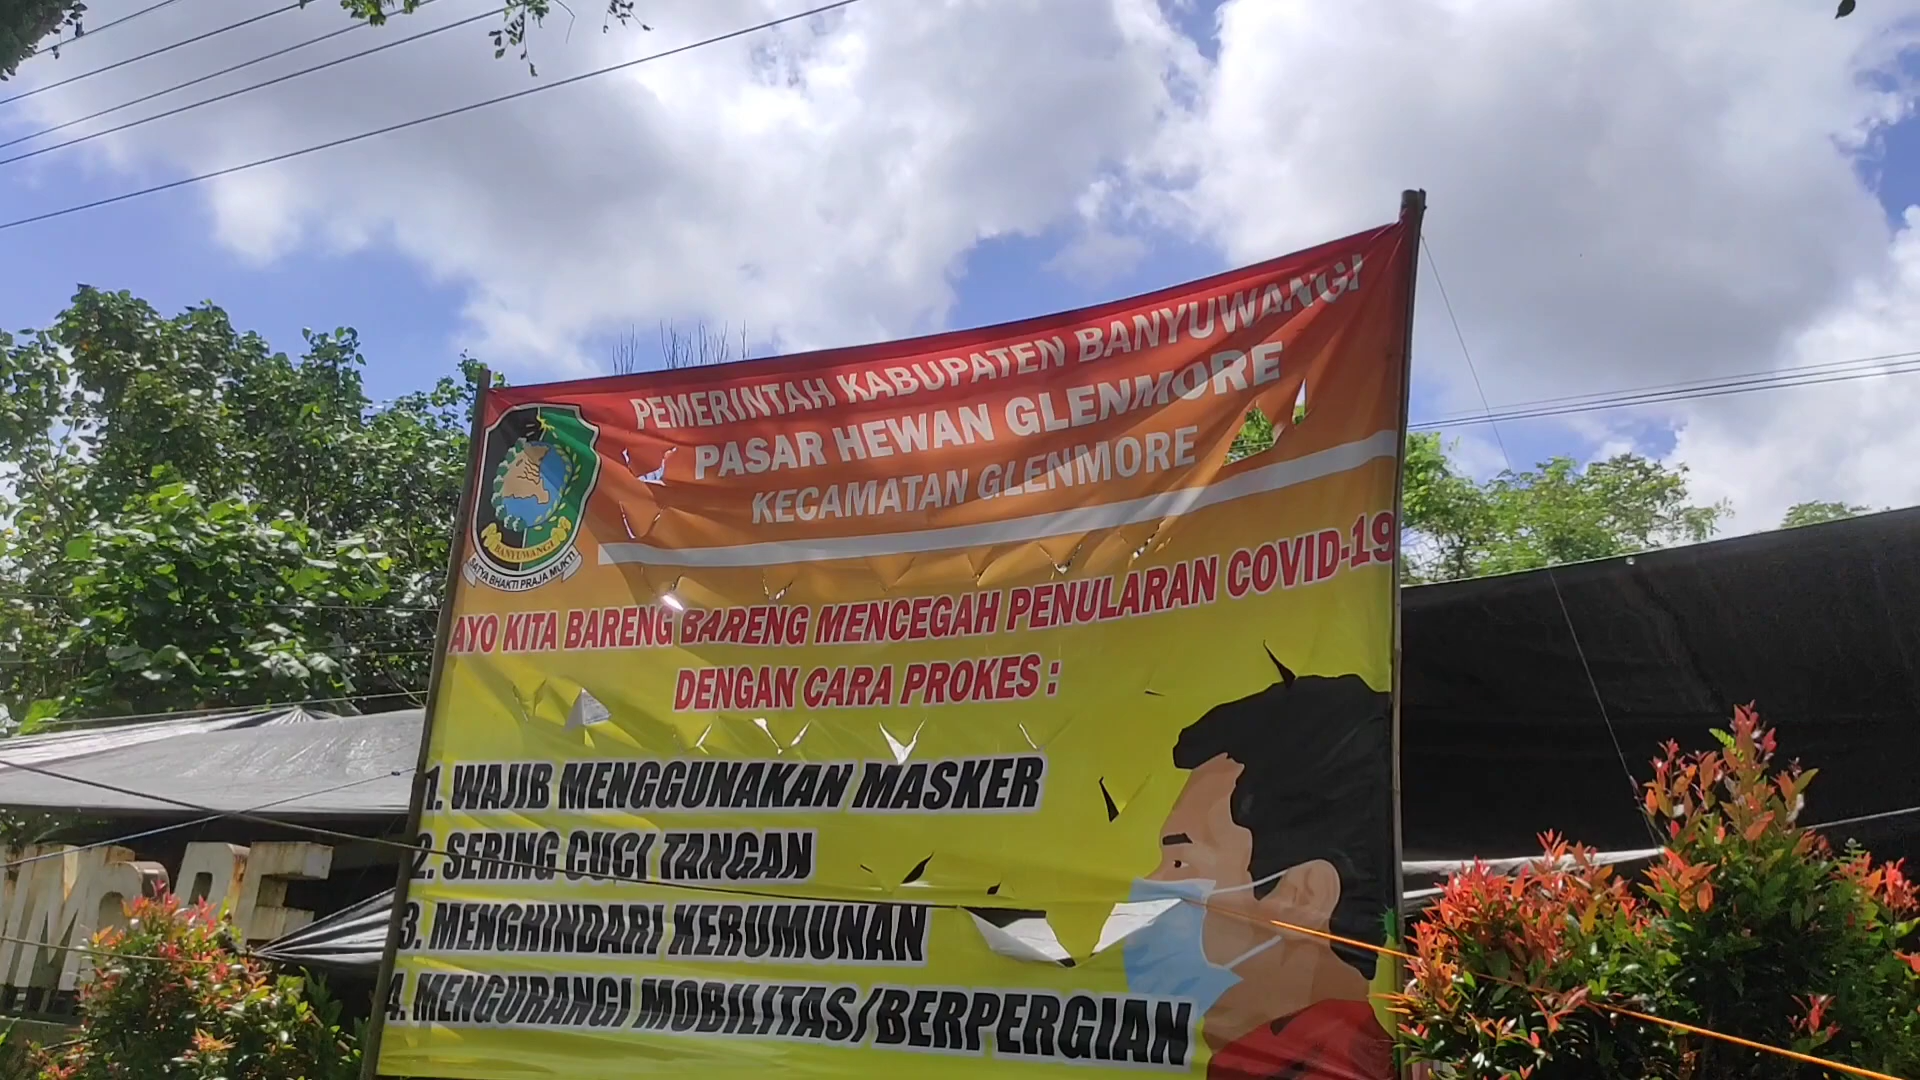 PEMERINTAH KABUPATEN BANYUWANGI
PASAR HEWAN GLENMORE
KECAMATAN GLENMORE
BANYUWANGI
SATYA BHAKTI PRAJA MUKTI
AYO KITA BARENG BARENG MENCEGAH PENULARAN COVID-19
DENGAN CARA PROKES :
1. WAJIB MENGGUNAKAN MASKER
2. SERING CUCI TANGAN
3. MENGHINDARI KERUMUNAN
4. MENGURANGI MOBILITAS/BERPERGIAN